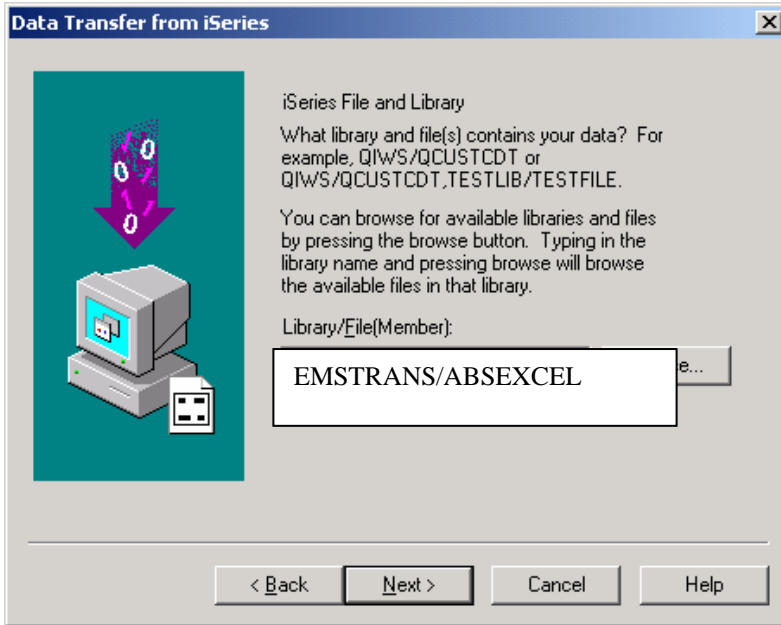 Data Transfer from iSeries
iSeries File and Library
What library and file(s) contains your data? For
example, QIWS/QCUSTCDT or
QIWS/QCUSTCDT,TESTLIB/TESTFILE.
You can browse for available libraries and files
by pressing the browse button. Typing in the
library name and pressing browse will browse
the available files in that library.
Library/File(Member):
EMSTRANS/ABSEXCEL
< Back Next > Cancel Help